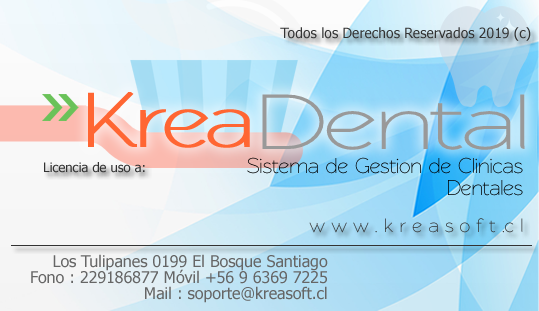 Todos los Derechos Reservados 2019 (c)
KreaDental
Licencia de uso a:
Sistema de Gestion de Clinicas
Dentales
www.kreasoft.cl
Los Tulipanes 0199 El Bosque Santiago
Fono : 229186877 Móvil +56 9 6369 7225
Mail : soporte@kreasoft.cl